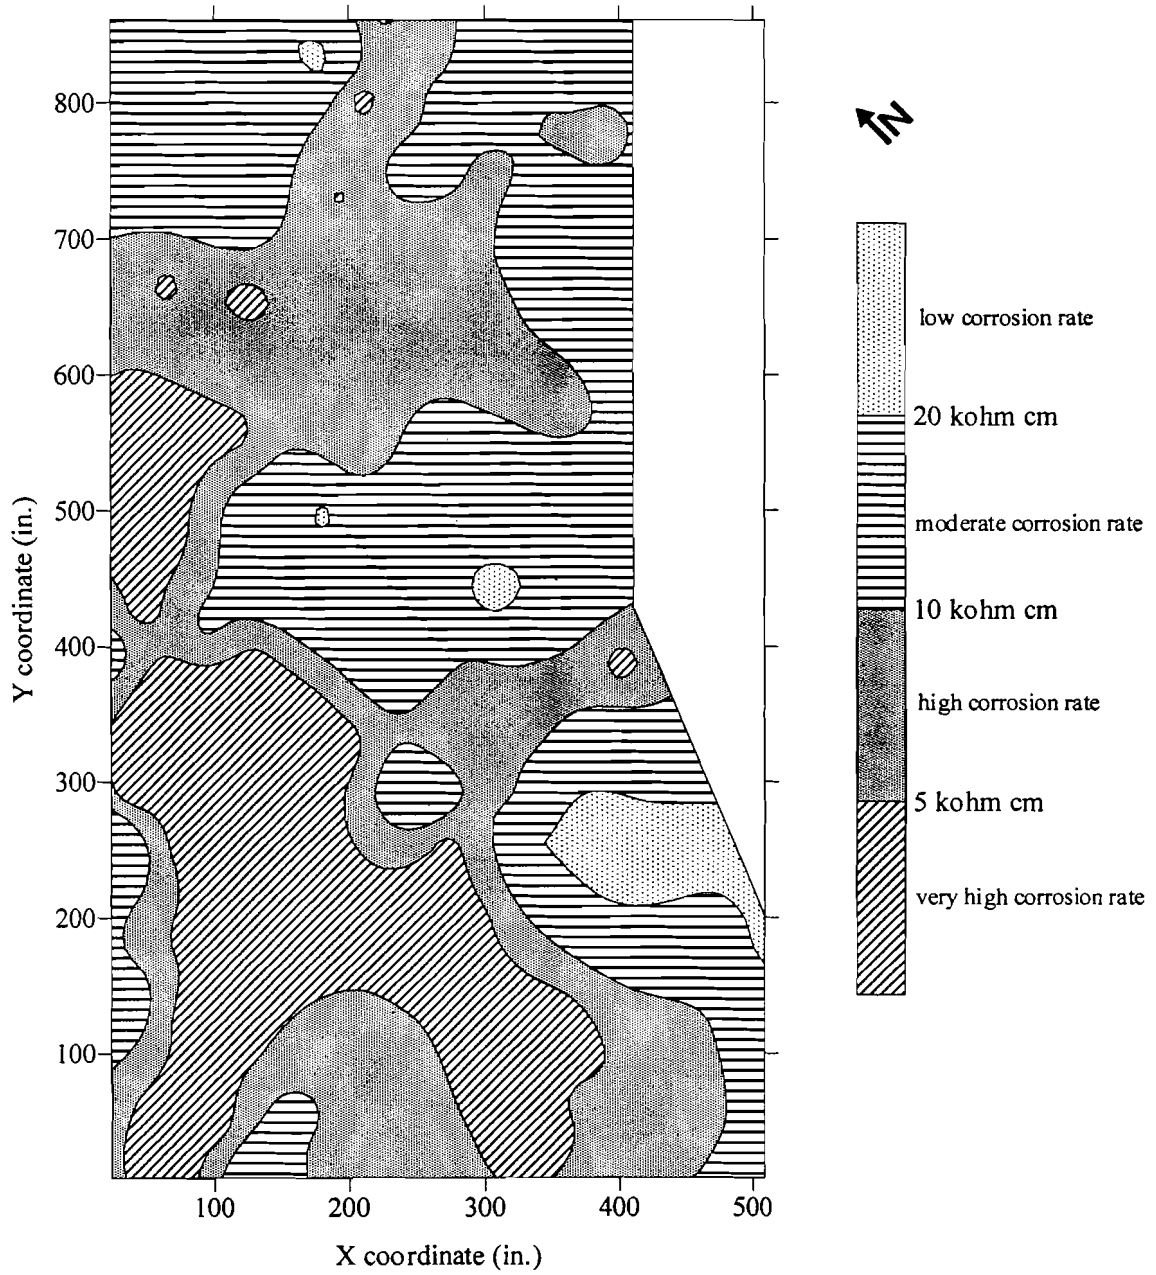 800
700
600
500
400
300
200
100
Y coordinate (in.)
100
200
300
400
500
X coordinate (in.)
N
low corrosion rate
20 kohm cm
moderate corrosion rate
10 kohm cm
high corrosion rate
5 kohm cm
very high corrosion rate